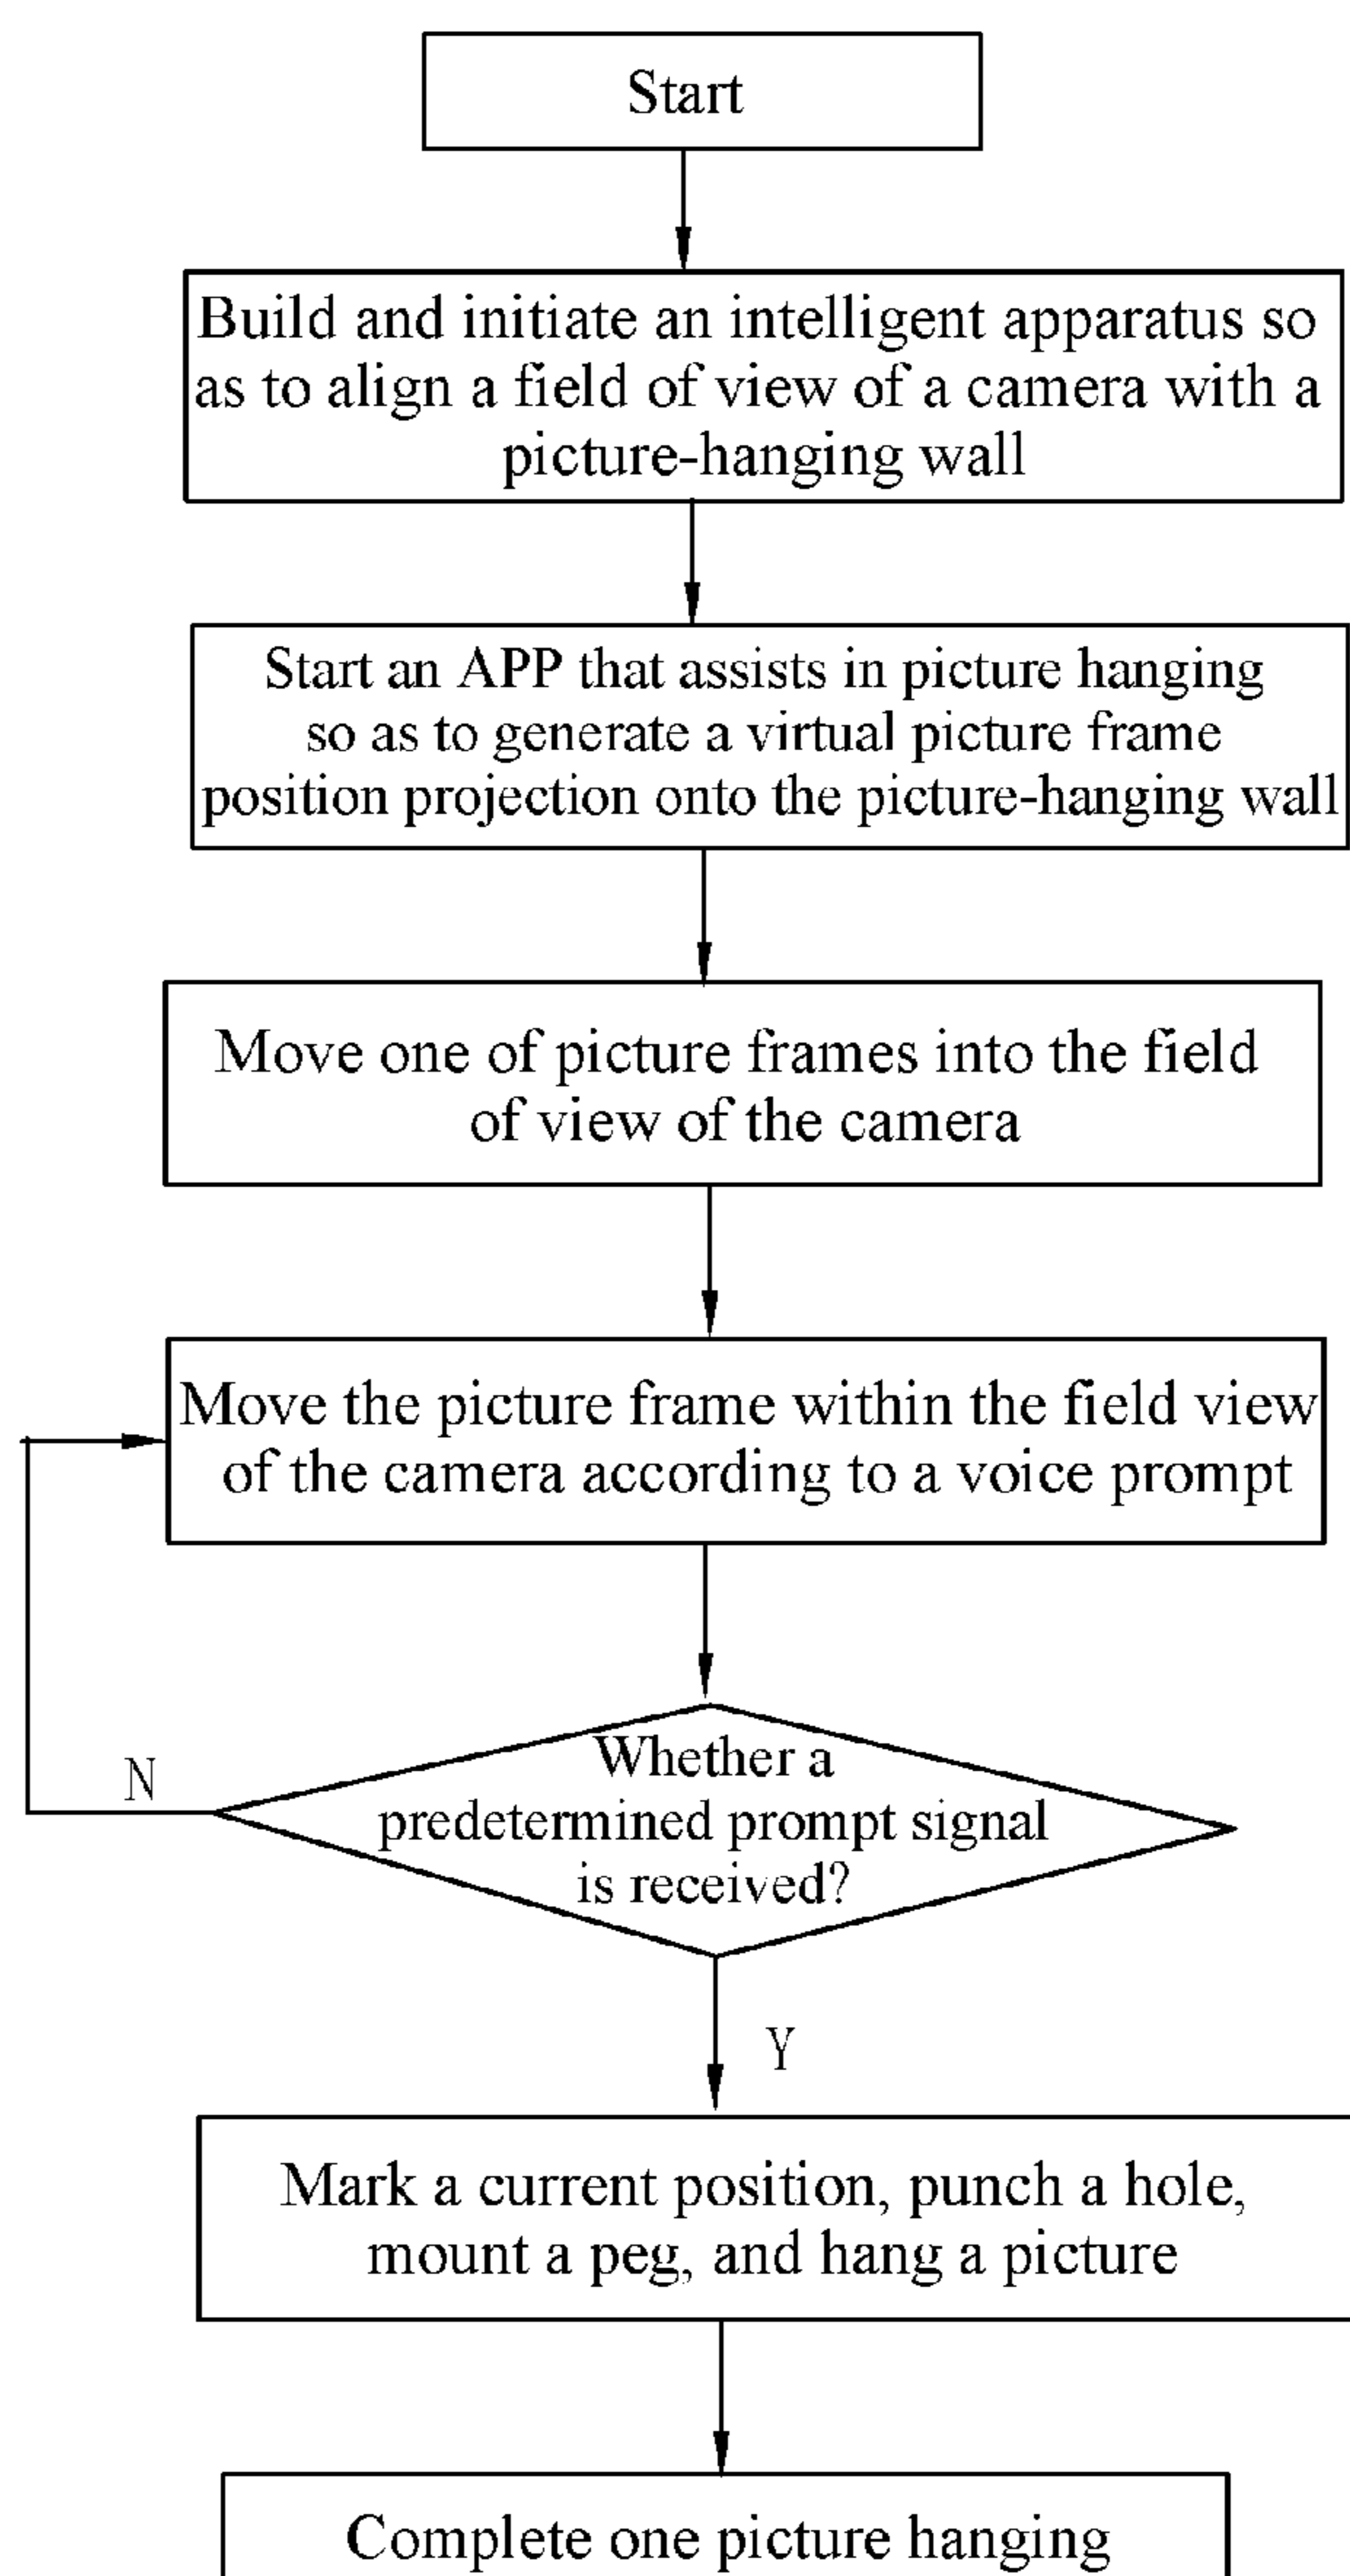 Start
Build and initiate an intelligent apparatus so
as to align a field of view of a camera with a
picture-hanging wall
Start an APP that assists in picture hanging
so as to generate a virtual picture frame
position projection onto the picture-hanging wall
Move one of picture frames into the field
of view of the camera
Move the picture frame within the field view
of the camera according to a voice prompt
Whether a
predetermined prompt signal
is received?
N
Y
Mark a current position, punch a hole,
mount a peg, and hang a picture
Complete one picture hanging